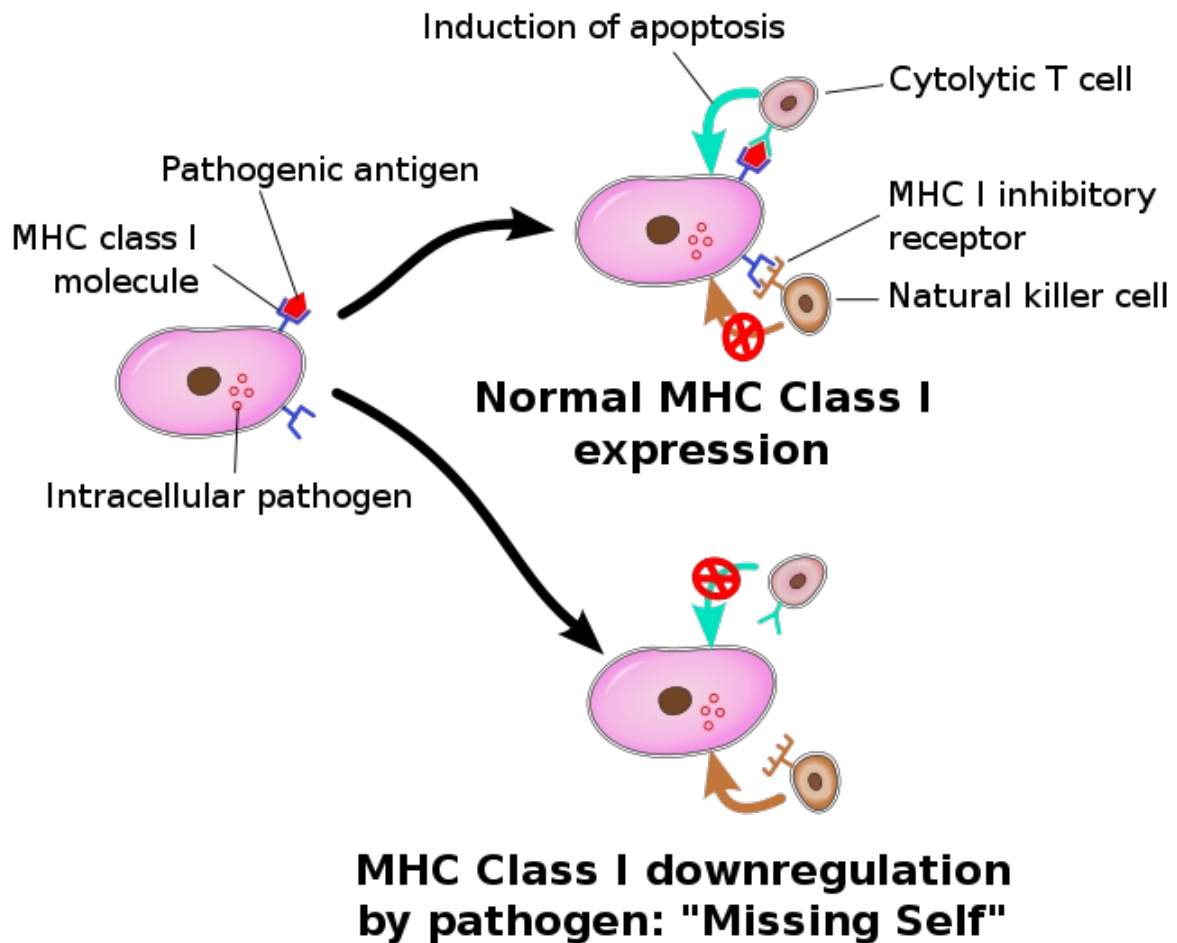 Induction of apoptosis
Cytolytic T cell
Pathogenic antigen
MHC I inhibitory
receptor
MHC class I
molecule
Natural killer cell
Normal MHC Class I
expression
Intracellular pathogen
MHC Class I downregulation
by pathogen: "Missing Self"